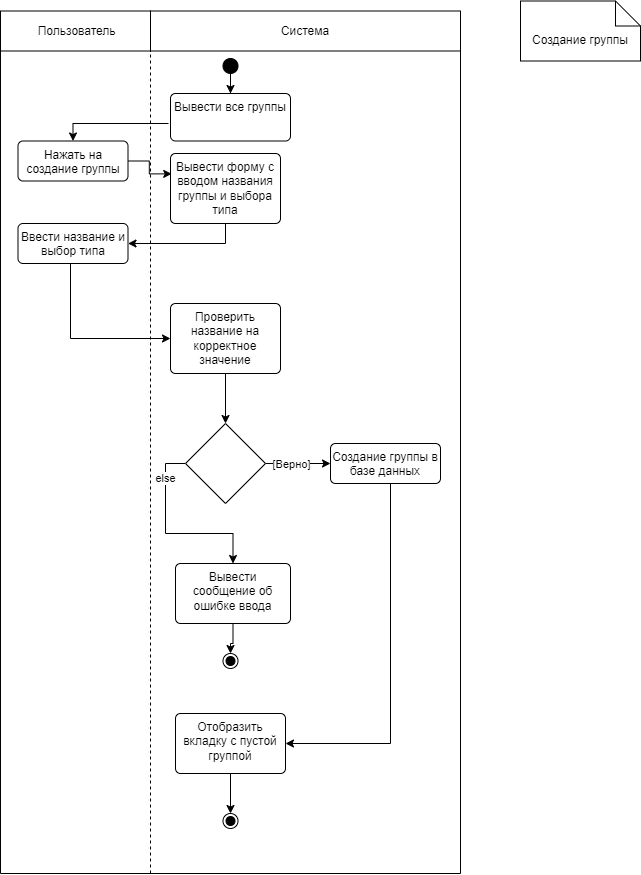 Пользователь
Система
Создание группы
Вывести все группы
Нажать на
создание группы
Вывести форму с
вводом названия
группы и выбора
типа
Ввести название и
выбор типа
Проверить
название на
корректное
значение
{Верно}
Создание группы в
базе данных
else
Вывести
сообщение об
ошибке ввода
Отобразить
вкладку с пустой
группой